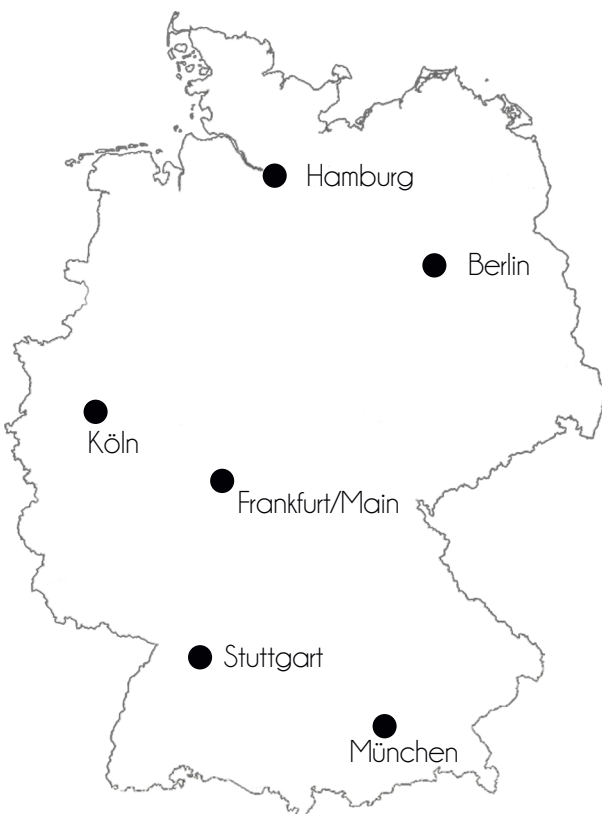 Hamburg
Berlin
Köln
Frankfurt/Main
Stuttgart
München